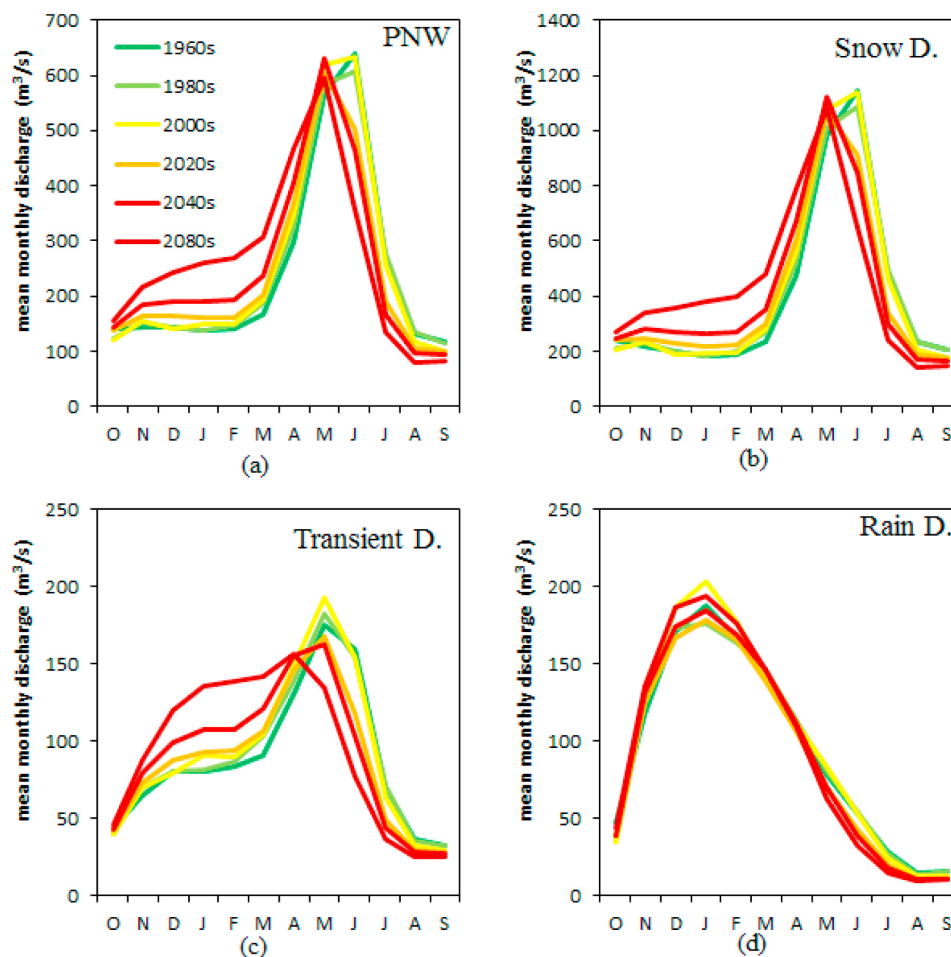 PNW
mean monthly discharge (m³/s)
700
600
500
400
300
200
100
0
1960s
1980s
2000s
2020s
2040s
2080s
O N D J F M A M J J A S
(a)
Snow D.
mean monthly discharge (m³/s)
1400
1200
1000
800
600
400
200
0
O N D J F M A M J J A S
(b)
Transient D.
mean monthly discharge (m³/s)
250
200
150
100
50
0
O N D J F M A M J J A S
(c)
Rain D.
mean monthly discharge (m³/s)
250
200
150
100
50
0
O N D J F M A M J J A S
(d)